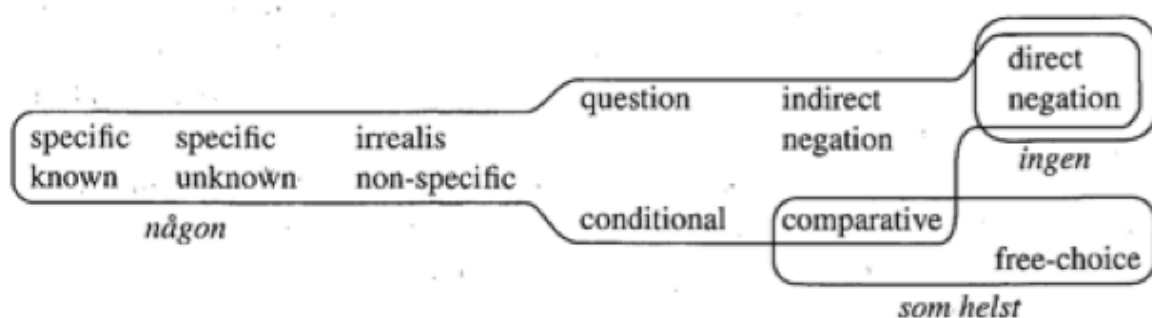 direct
question indirect negation
specific specific irrealis negation ingen
known unknown non-specific
någon conditional comparative
free-choice
som helst